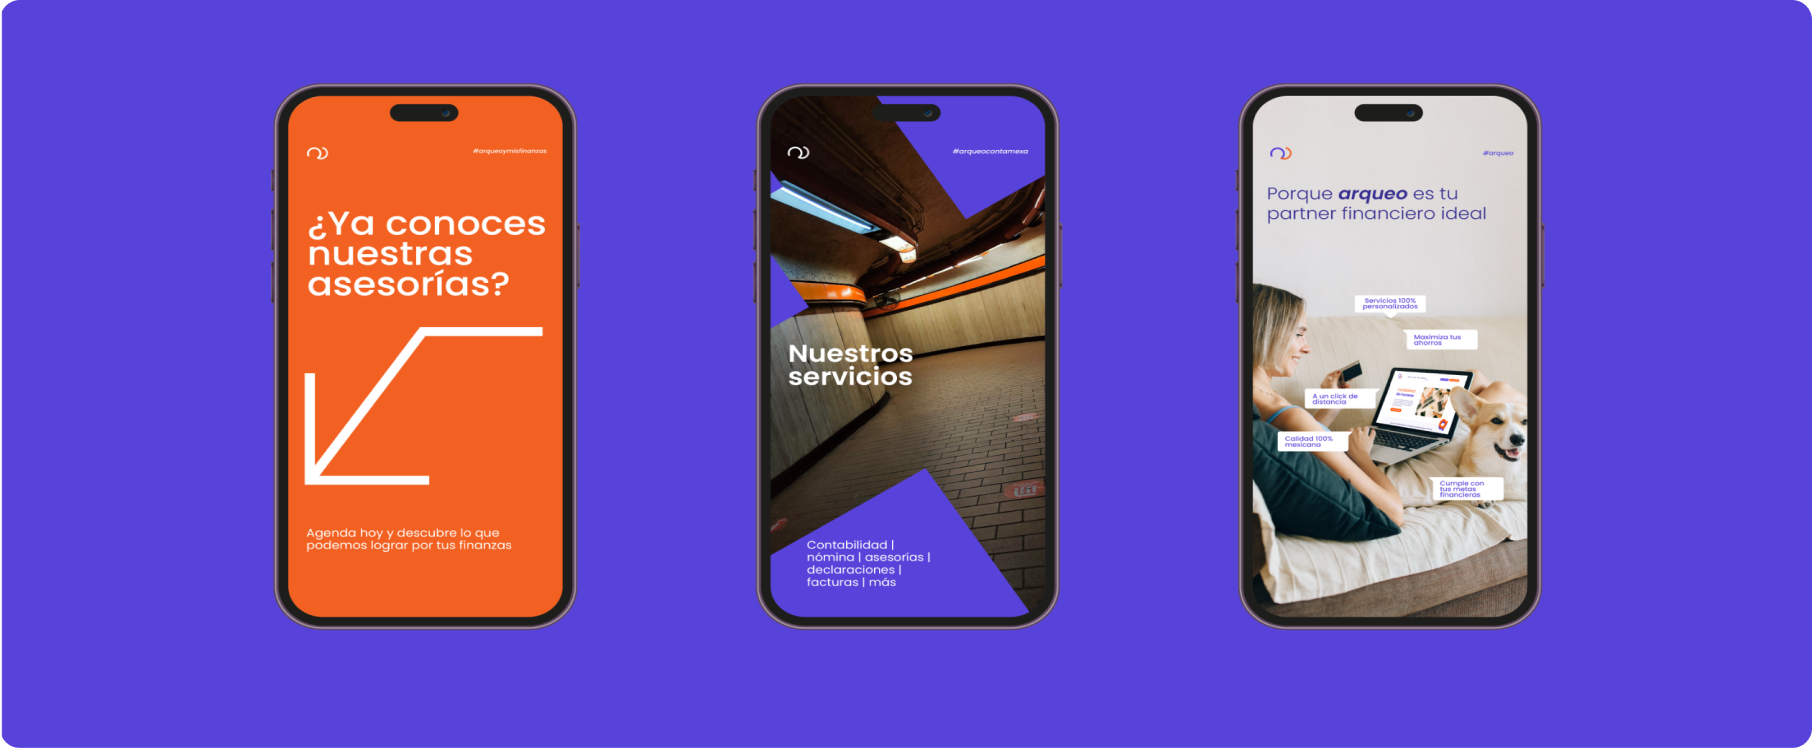 #arqueoymisfinanzas
¿Ya conoces
nuestras
asesorías?
Agenda hoy y descubre lo que
podemos lograr por tus finanzas
#arqueocontamexa
Nuestros
servicios
Contabilidad |
nómina | asesorías |
declaraciones |
facturas | más
#arqueo
Porque arqueo es tu
partner financiero ideal
Servicios 100%
personalizados
Maximiza tus
ahorros
A un click de
distancia
Calidad 100%
mexicana
Cumple con
tus metas
financieras